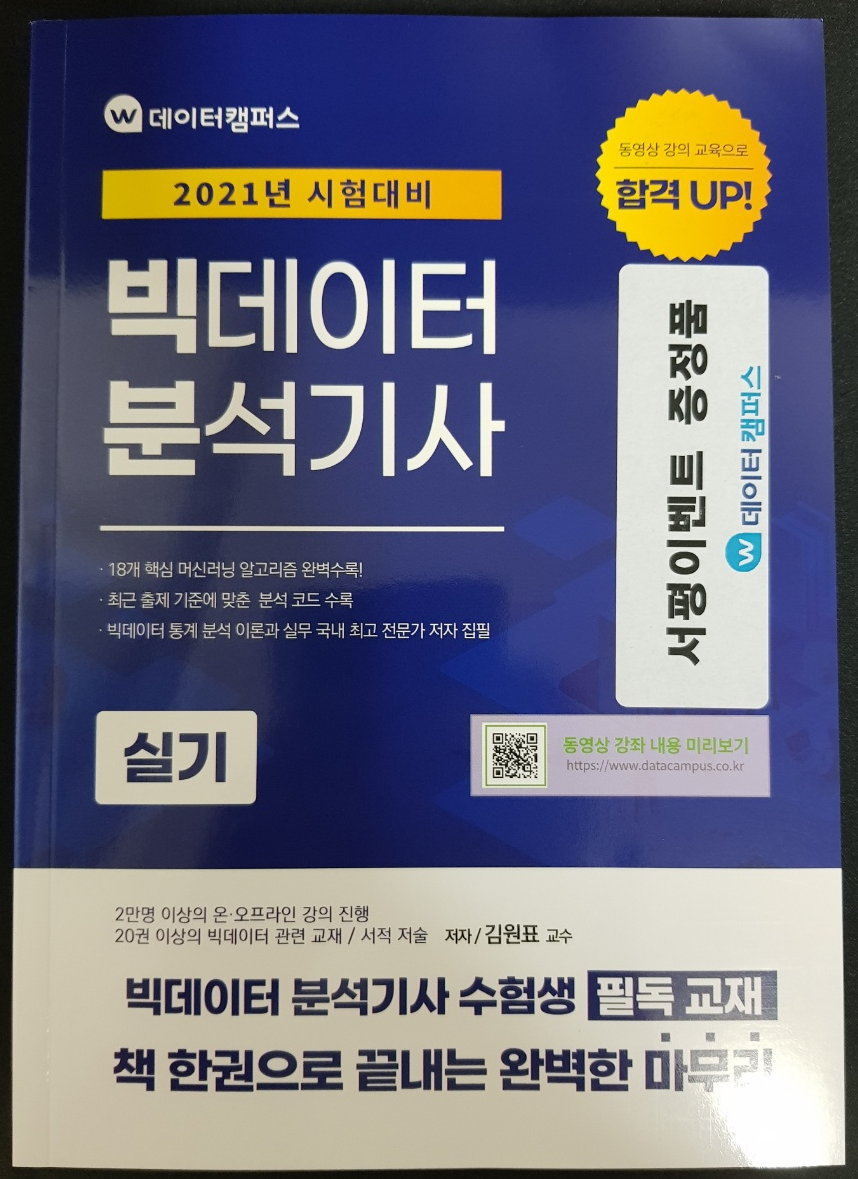 W 데이터캠퍼스
동영상 강의 교육으로
합격 UP!
2021년 시험대비
빅데이터
분석기사
서평이벤트 증정품
W 데이터 캠퍼스
· 18개 핵심 머신러닝 알고리즘 완벽수록!
· 최근 출제 기준에 맞춘 분석 코드 수록
· 빅데이터 통계 분석 이론과 실무 국내 최고 전문가 저자 집필
실기
동영상 강좌 내용 미리보기
https://www.datacampus.co.kr
2만명 이상의 온·오프라인 강의 진행
20권 이상의 빅데이터 관련 교재 / 서적 저술 저자 / 김원표 교수
빅데이터 분석기사 수험생 필독 교재
책 한권으로 끝내는 완벽한 마무리